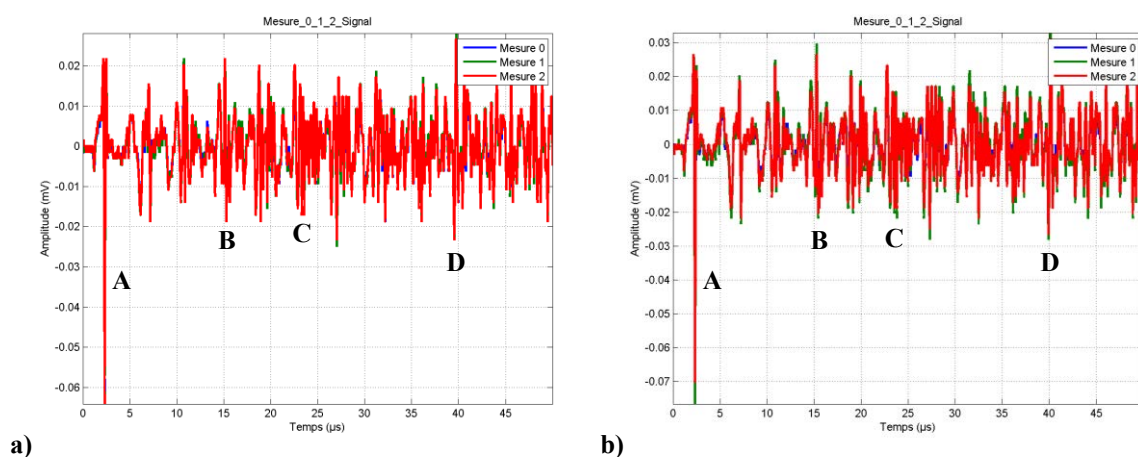 Mesure_0_1_2_Signal
Mesure 0
Mesure 1
Mesure 2
0.02
0.01
0
-0.01
-0.02
-0.03
-0.04
-0.05
-0.06
Amplitude (mV)
A
B
C
D
0 5 10 15 20 25 30 35 40 45
Temps (µs)
a)
Mesure_0_1_2_Signal
Mesure 0
Mesure 1
Mesure 2
0.03
0.02
0.01
0
-0.01
-0.02
-0.03
-0.04
-0.05
-0.06
-0.07
Amplitude (mV)
A
B
C
D
0 5 10 15 20 25 30 35 40 45
Temps (µs)
b)